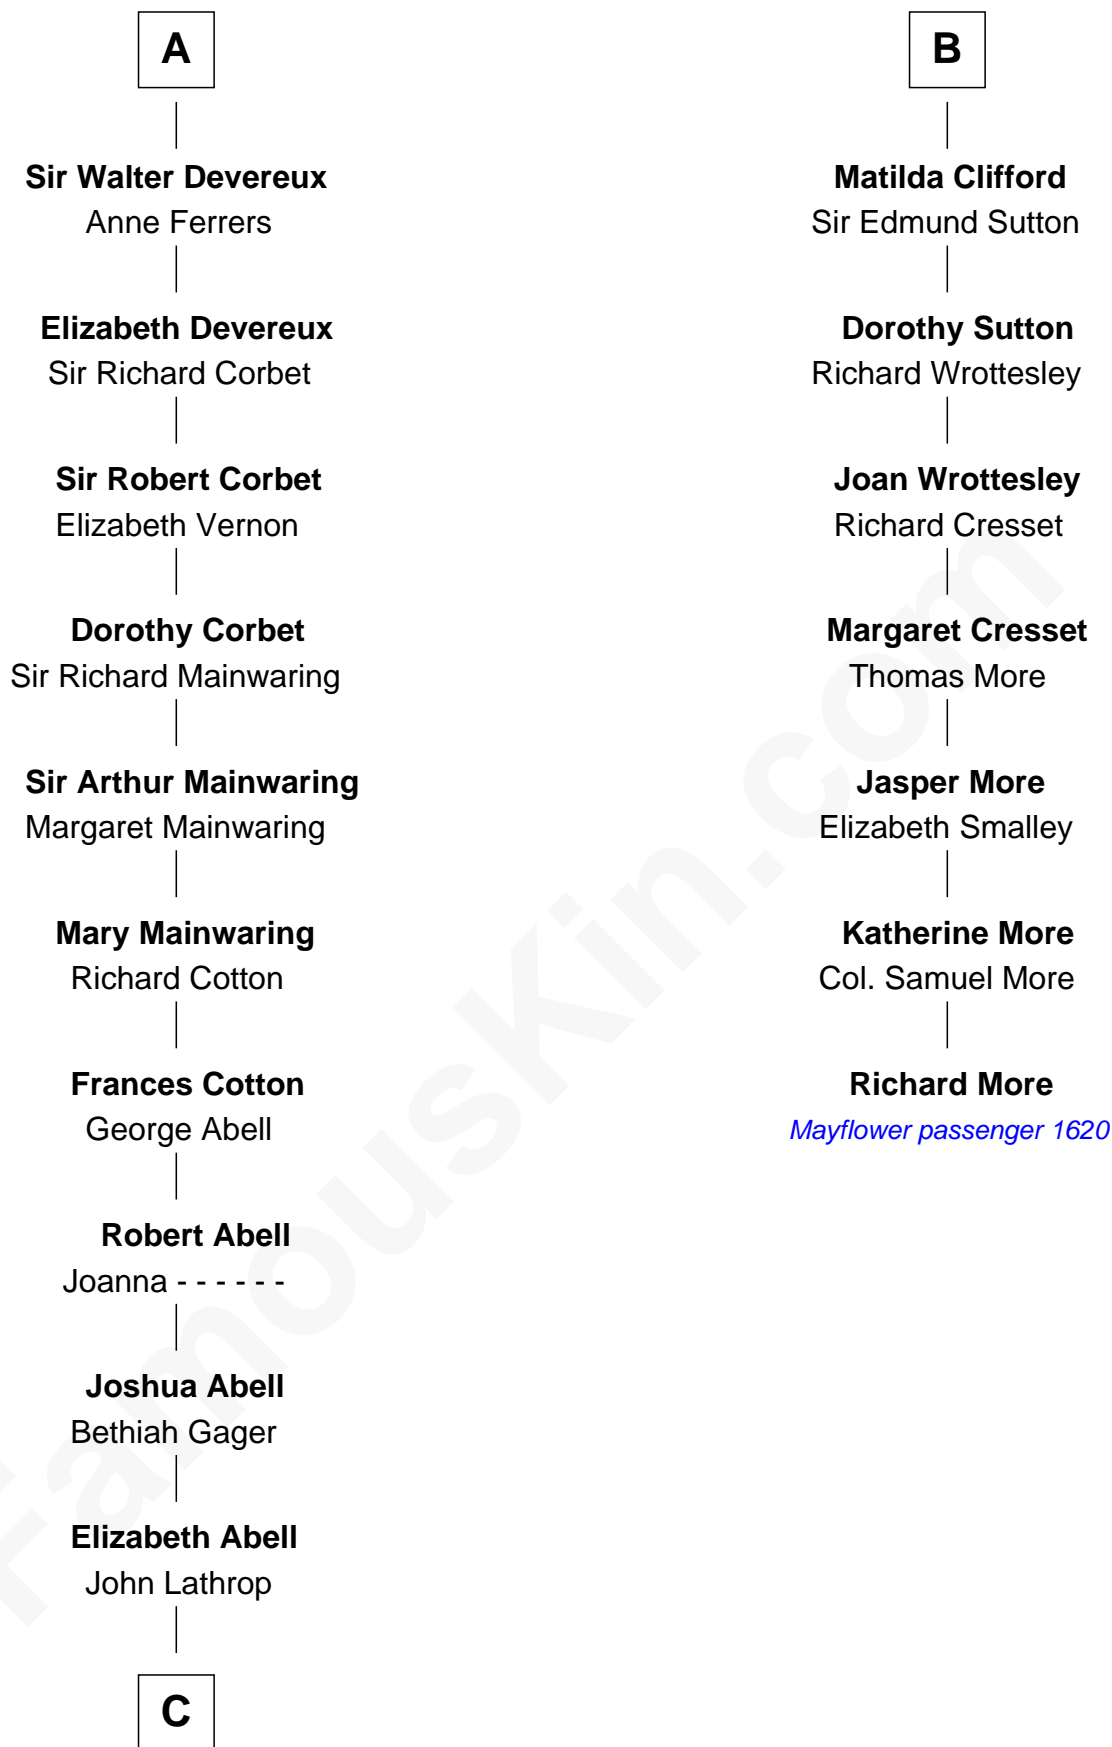 A
Sir Walter Devereux
Anne Ferrers
Elizabeth Devereux
Sir Richard Corbet
Sir Robert Corbet
Elizabeth Vernon
Dorothy Corbet
Sir Richard Mainwaring
Sir Arthur Mainwaring
Margaret Mainwaring
Mary Mainwaring
Richard Cotton
Frances Cotton
George Abell
Robert Abell
Joanna - - - - - -
Joshua Abell
Bethiah Gager
Elizabeth Abell
John Lathrop
C
B
Matilda Clifford
Sir Edmund Sutton
Dorothy Sutton
Richard Wrottesley
Joan Wrottesley
Richard Cresset
Margaret Cresset
Thomas More
Jasper More
Elizabeth Smalley
Katherine More
Col. Samuel More
Richard More
Mayflower passenger 1620
FamousKin.com